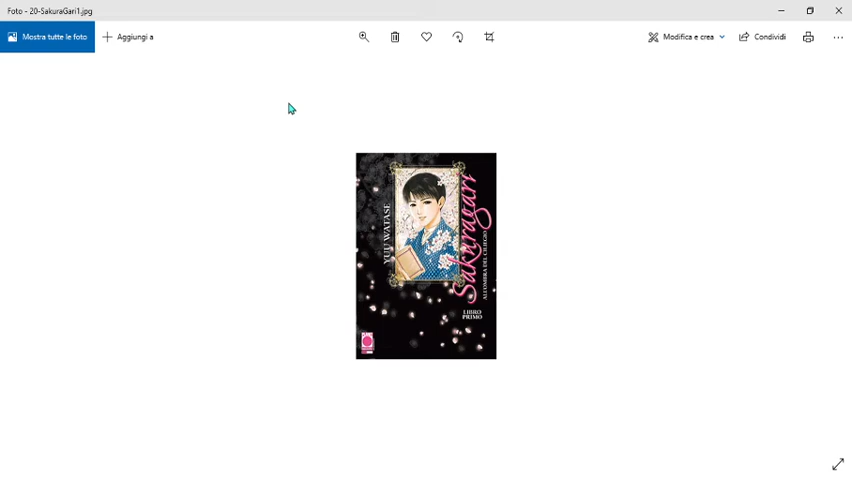 Foto - 20-SakuraGari1.jpg
Mostra tutte le foto
Aggiungi a
Modifica e crea
Condividi
YUU WATASE
Sakuragari
ALL'OMBRA DEL CILIEGIO
LIBRO
PRIMO